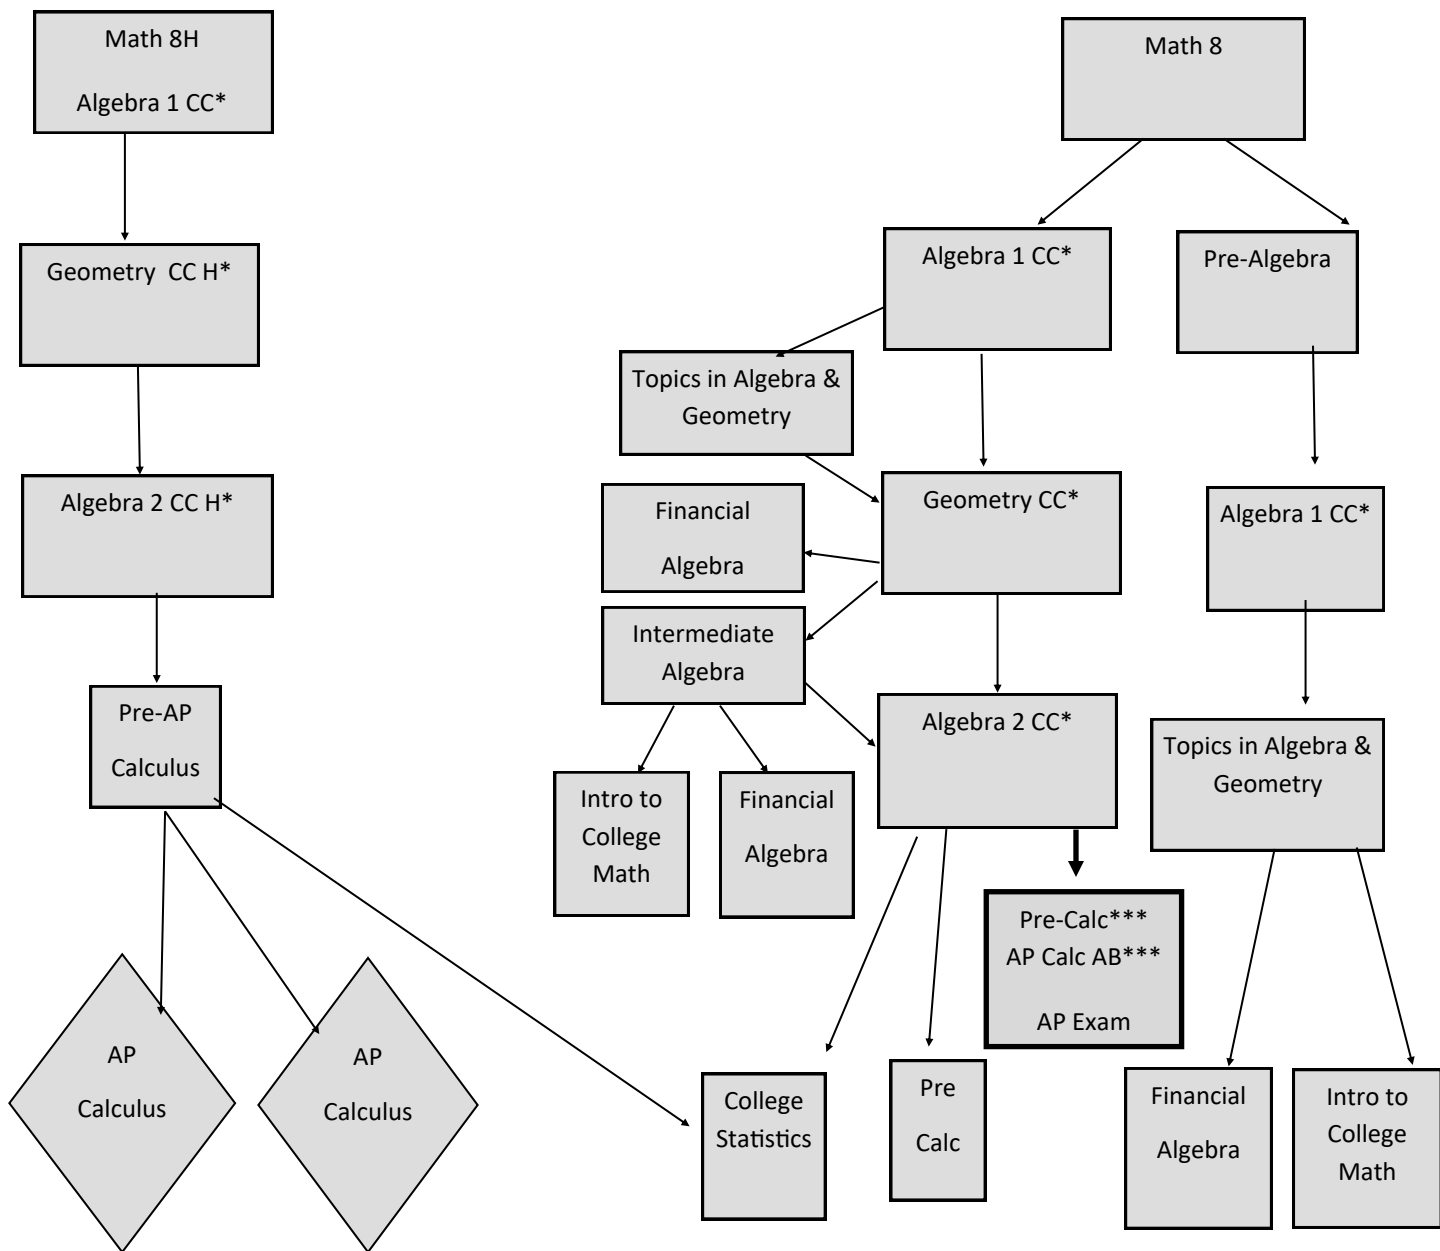 Math 8H
Algebra 1 CC*
Math 8
Geometry CC H*
Algebra 1 CC*
Pre-Algebra
Topics in Algebra &
Geometry
Algebra 2 CC H*
Financial
Algebra
Geometry CC*
Algebra 1 CC*
Intermediate
Algebra
Pre-AP
Calculus
Algebra 2 CC*
Topics in Algebra &
Geometry
Intro to
College
Math
Financial
Algebra
Pre-Calc***
AP Calc AB***
AP Exam
AP
Calculus
AP
Calculus
College
Statistics
Pre
Calc
Financial
Algebra
Intro to
College
Math